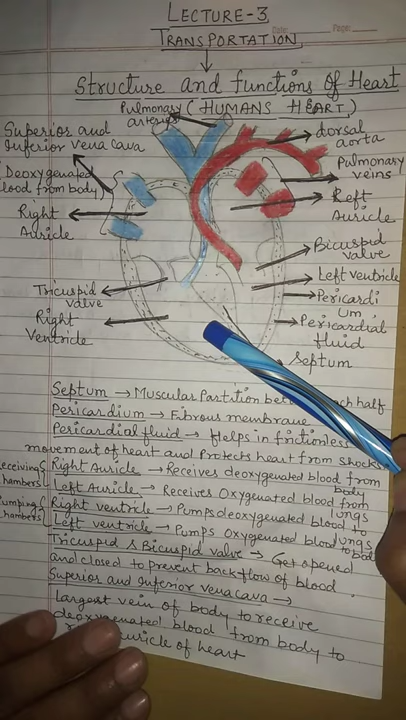 LECTURE-3
Date: Page:
TRANSPORTATION
Structure and functions of Heart
(HUMANS HEART)
Pulmonary
arteries
Superior and
Inferior vena cava
(Deoxygenated
blood from body)
Right
Auricle
Tricuspid
valve
Right
Ventricle
dorsal
aorta
Pulmonary
veins
Left
Auricle
Bicuspid
valve
Left ventricle
Pericardi
um
Pericardial
fluid
Septum
Septum → Muscular Partition each half
Pericardium → Fibrous membrane
Pericardial fluid → Helps in frictionless
movement of heart and Protects heart from shocks.
Receiving chambers
Right Auricle → Receives deoxygenated blood from
body
Left Auricle → Receives Oxygenated blood from
lungs
Pumping chambers
Right ventricle → Pumps deoxygenated blood to
lungs
Left ventricle → Pumps Oxygenated blood to body
Tricuspid & Bicuspid valve → Get opened
and closed to prevent backflow of blood.
Superior and Inferior vena cava →
largest vein of body to receive
deoxygenated blood from body to
auricle of heart